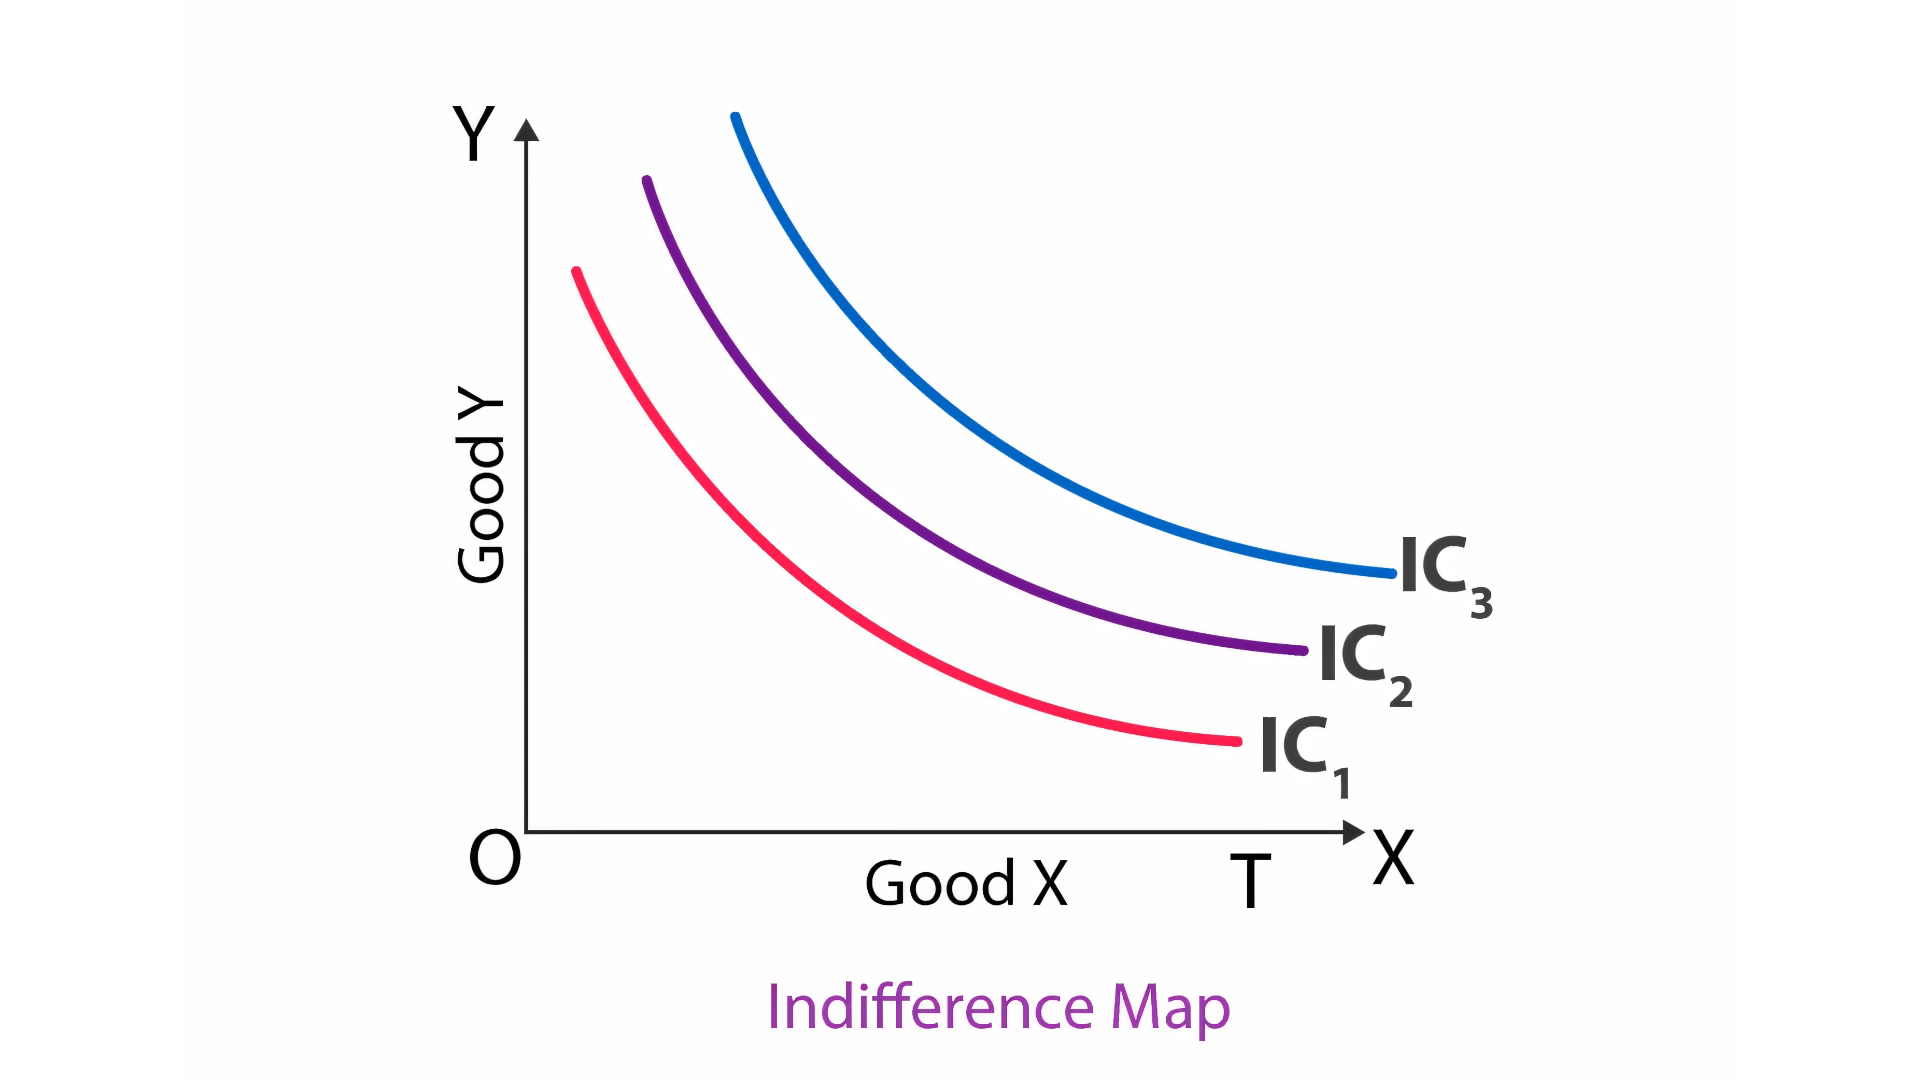 Y
Good Y
IC3
IC2
IC1
O
Good X
T
X
Indifference Map